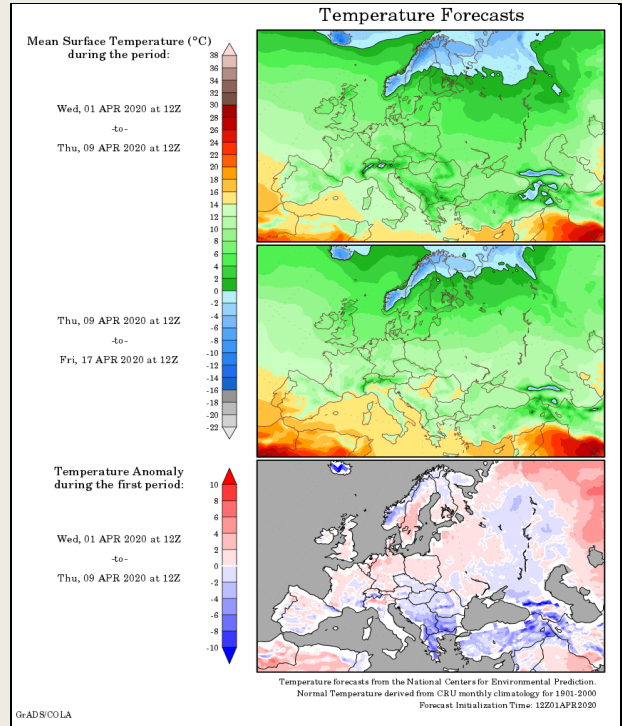 Temperature Forecasts
Mean Surface Temperature (°C)
during the period:
38
36
34
32
30
28
26
24
22
20
18
16
14
12
10
8
6
4
2
0
-2
-4
-6
-8
-10
-12
-14
-16
-18
-20
-22
Wed, 01 APR 2020 at 12Z
-to-
Thu, 09 APR 2020 at 12Z
Thu, 09 APR 2020 at 12Z
-to-
Fri, 17 APR 2020 at 12Z
Temperature Anomaly
during the first period:
10
8
6
4
2
0
-2
-4
-6
-8
-10
Wed, 01 APR 2020 at 12Z
-to-
Thu, 09 APR 2020 at 12Z
Temperature forecasts from the National Centers for Environmental Prediction.
Normal Temperature derived from CRU monthly climatology for 1901-2000
Forecast Initialization Time: 12Z01APR2020
GrADS/COLA